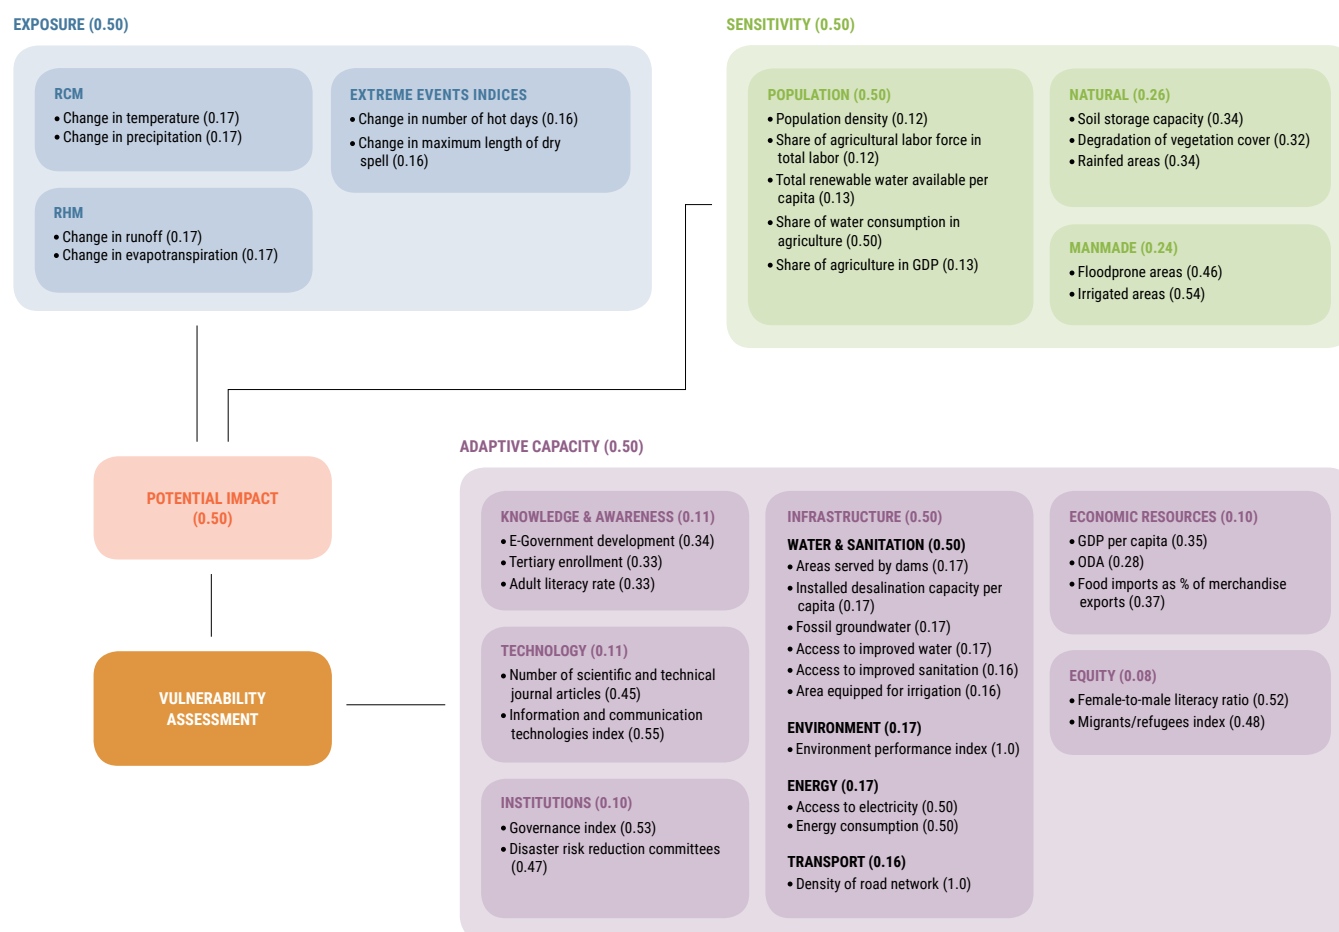 EXPOSURE (0.50)
RCM
• Change in temperature (0.17)
• Change in precipitation (0.17)
EXTREME EVENTS INDICES
• Change in number of hot days (0.16)
• Change in maximum length of dry
spell (0.16)
RHM
• Change in runoff (0.17)
• Change in evapotranspiration (0.17)
SENSITIVITY (0.50)
POPULATION (0.50)
• Population density (0.12)
• Share of agricultural labor force in
total labor (0.12)
• Total renewable water available per
capita (0.13)
• Share of water consumption in
agriculture (0.50)
• Share of agriculture in GDP (0.13)
NATURAL (0.26)
• Soil storage capacity (0.34)
• Degradation of vegetation cover (0.32)
• Rainfed areas (0.34)
MANMADE (0.24)
• Floodprone areas (0.46)
• Irrigated areas (0.54)
POTENTIAL IMPACT
(0.50)
VULNERABILITY
ASSESSMENT
ADAPTIVE CAPACITY (0.50)
KNOWLEDGE & AWARENESS (0.11)
• E-Government development (0.34)
• Tertiary enrollment (0.33)
• Adult literacy rate (0.33)
TECHNOLOGY (0.11)
• Number of scientific and technical
journal articles (0.45)
• Information and communication
technologies index (0.55)
INSTITUTIONS (0.10)
• Governance index (0.53)
• Disaster risk reduction committees
(0.47)
INFRASTRUCTURE (0.50)
WATER & SANITATION (0.50)
• Areas served by dams (0.17)
• Installed desalination capacity per
capita (0.17)
• Fossil groundwater (0.17)
• Access to improved water (0.17)
• Access to improved sanitation (0.16)
• Area equipped for irrigation (0.16)
ENVIRONMENT (0.17)
• Environment performance index (1.0)
ENERGY (0.17)
• Access to electricity (0.50)
• Energy consumption (0.50)
TRANSPORT (0.16)
• Density of road network (1.0)
ECONOMIC RESOURCES (0.10)
• GDP per capita (0.35)
• ODA (0.28)
• Food imports as % of merchandise
exports (0.37)
EQUITY (0.08)
• Female-to-male literacy ratio (0.52)
• Migrants/refugees index (0.48)